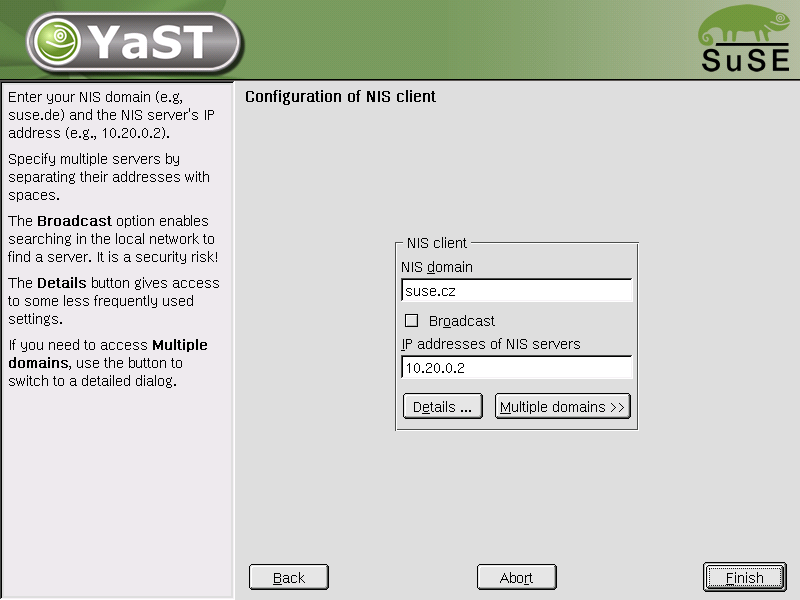 YaST
SuSE
Enter your NIS domain (e.g,
suse.de) and the NIS server's IP
address (e.g., 10.20.0.2).
Specify multiple servers by
separating their addresses with
spaces.
The Broadcast option enables
searching in the local network to
find a server. It is a security risk!
The Details button gives access
to some less frequently used
settings.
If you need to access Multiple
domains, use the button to
switch to a detailed dialog.
Configuration of NIS client
NIS client
NIS domain
suse.cz
Broadcast
IP addresses of NIS servers
10.20.0.2
Details ... Multiple domains >>
Back Abort Finish